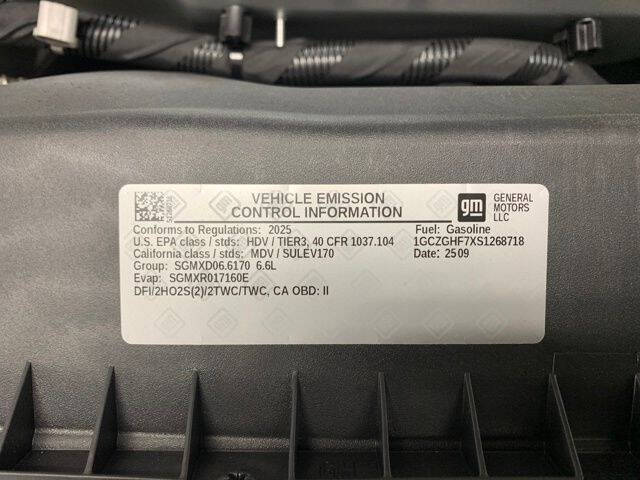 VEHICLE EMISSION
CONTROL INFORMATION
gm
GENERAL
MOTORS
LLC
Conforms to Regulations: 2025
Fuel: Gasoline
U.S. EPA class / stds: HDV / TIER3, 40 CFR 1037.104
1GCZGHF7XS1268718
California class / stds: MDV / SULEV170
Date: 2509
Group: SGMXD06.6170 6.6L
Evap: SGMXR017160E
DFI/2HO2S(2)/2TWC/TWC, CA OBD: II